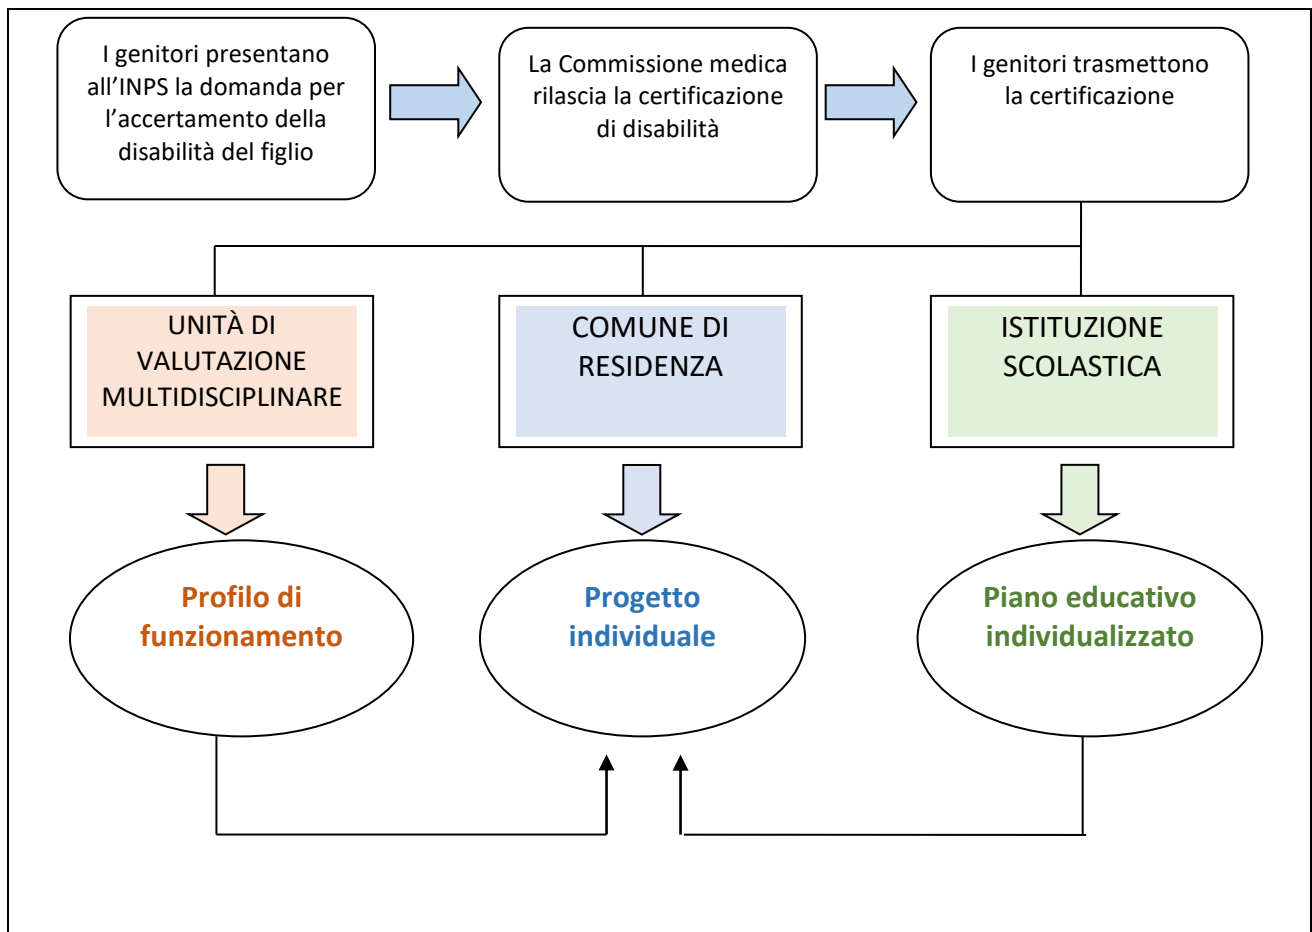 I genitori presentano
all’INPS la domanda per
l’accertamento della
disabilità del figlio
La Commissione medica
rilascia la certificazione
di disabilità
I genitori trasmettono
la certificazione
UNITÀ DI
VALUTAZIONE
MULTIDISCIPLINARE
COMUNE DI
RESIDENZA
ISTITUZIONE
SCOLASTICA
Profilo di
funzionamento
Progetto
individuale
Piano educativo
individualizzato